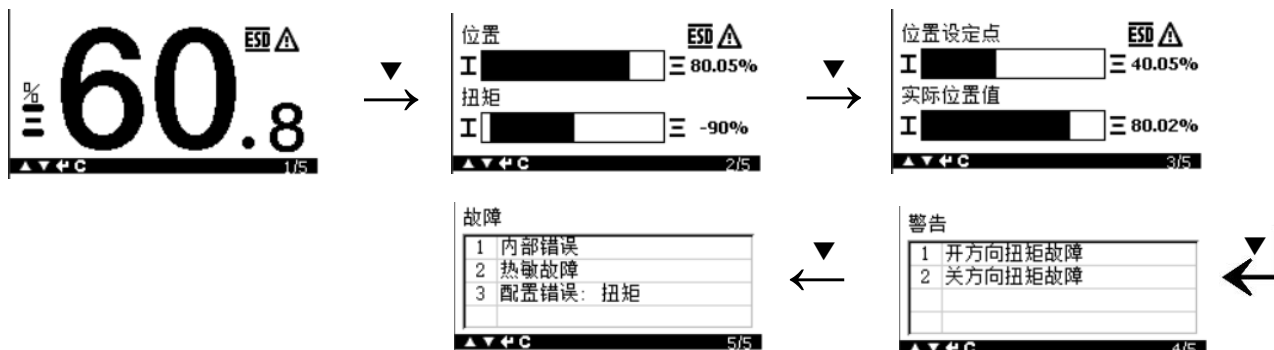 60.8
%
ESD
▲ ▼ ↵ C 1/5
▼
位置 ESD
80.05%
扭矩
-90%
▲ ▼ ↵ C 2/5
▼
位置设定点 ESD
40.05%
实际位置值
80.02%
▲ ▼ ↵ C 3/5
▼
警告
1 开方向扭矩故障
2 关方向扭矩故障
▲ ▼ ↵ C 4/5
▼
故障
1 内部错误
2 热敏故障
3 配置错误: 扭矩
▲ ▼ ↵ C 5/5